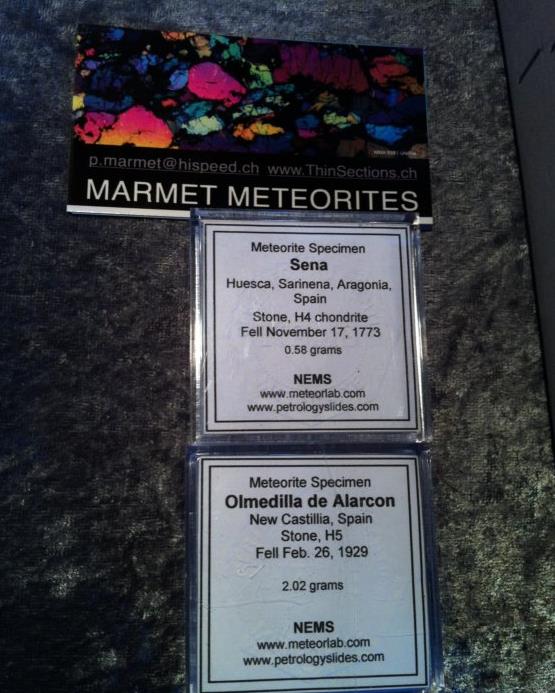 p.marmet@hispeed.ch www.ThinSections.ch
MARMET METEORITES
Meteorite Specimen
Sena
Huesca, Sarinena, Aragonia,
Spain
Stone, H4 chondrite
Fell November 17, 1773
0.58 grams
NEMS
www.meteorlab.com
www.petrologyslides.com
Meteorite Specimen
Olmedilla de Alarcon
New Castillia, Spain
Stone, H5
Fell Feb. 26, 1929
2.02 grams
NEMS
www.meteorlab.com
www.petrologyslides.com